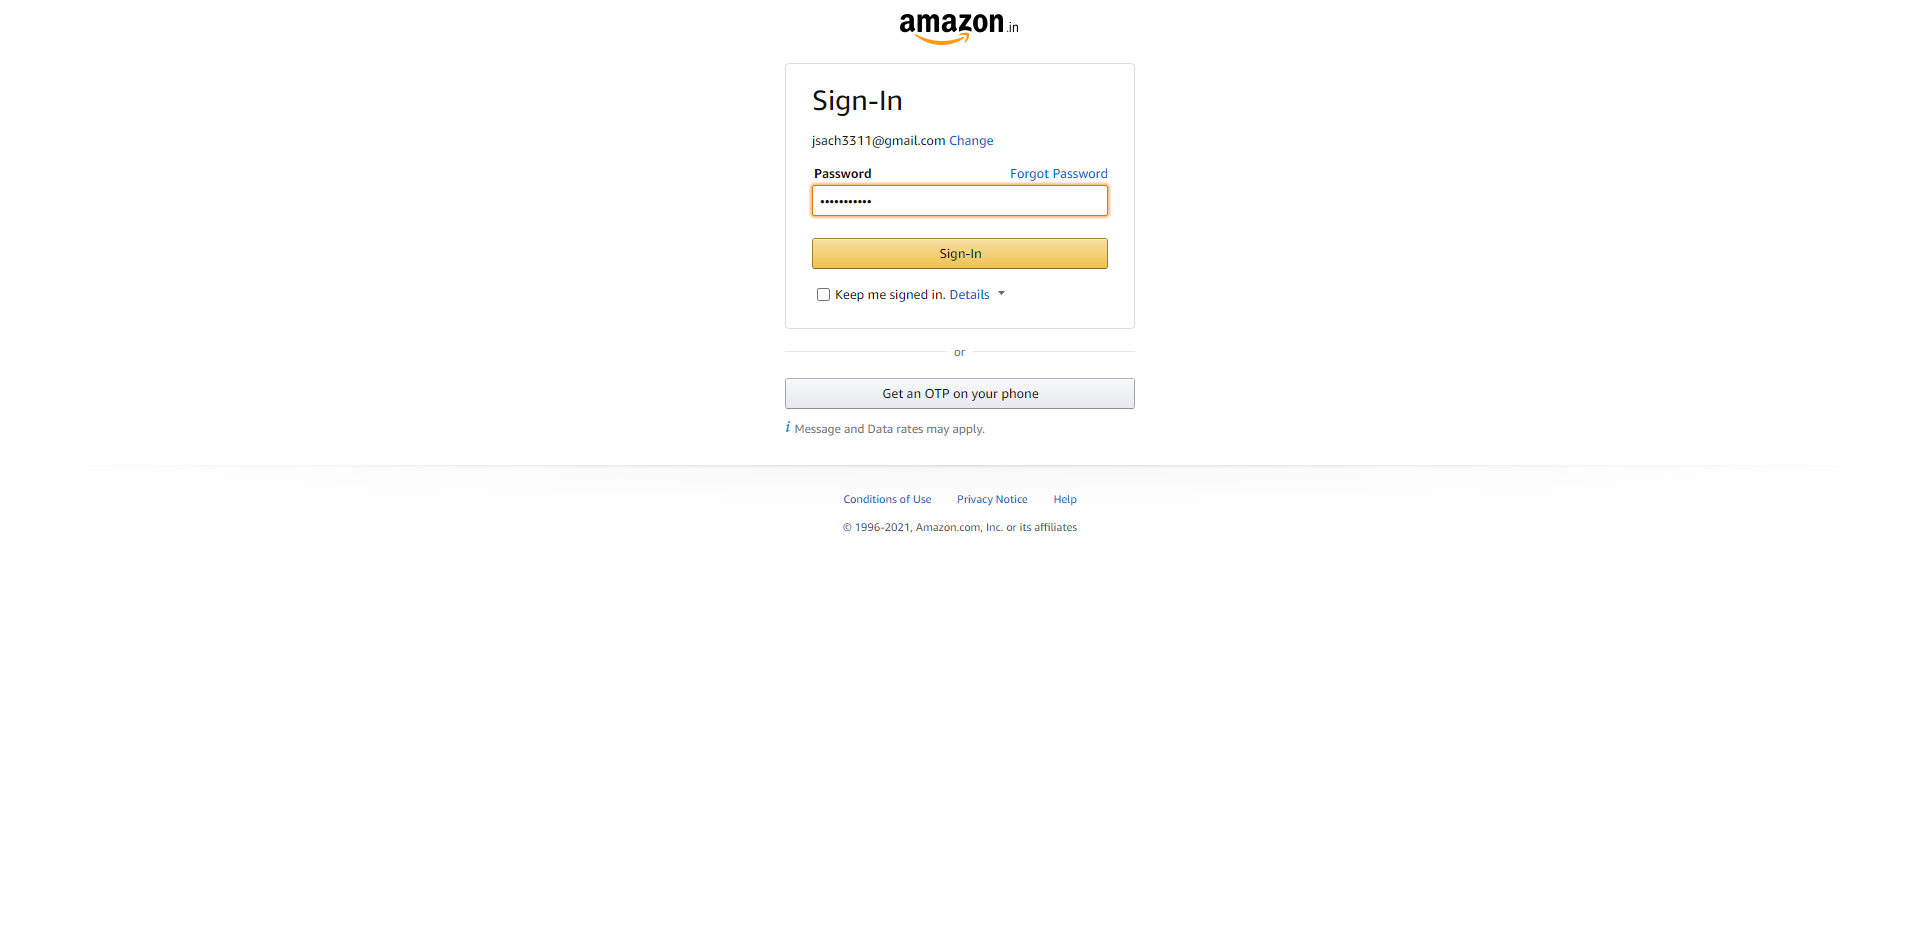 amazon.in
Sign-In
jsach3311@gmail.com Change
Password Forgot Password
•••••••••••
Sign-In
Keep me signed in. Details
or
Get an OTP on your phone
i Message and Data rates may apply.
Conditions of Use Privacy Notice Help
© 1996-2021, Amazon.com, Inc. or its affiliates